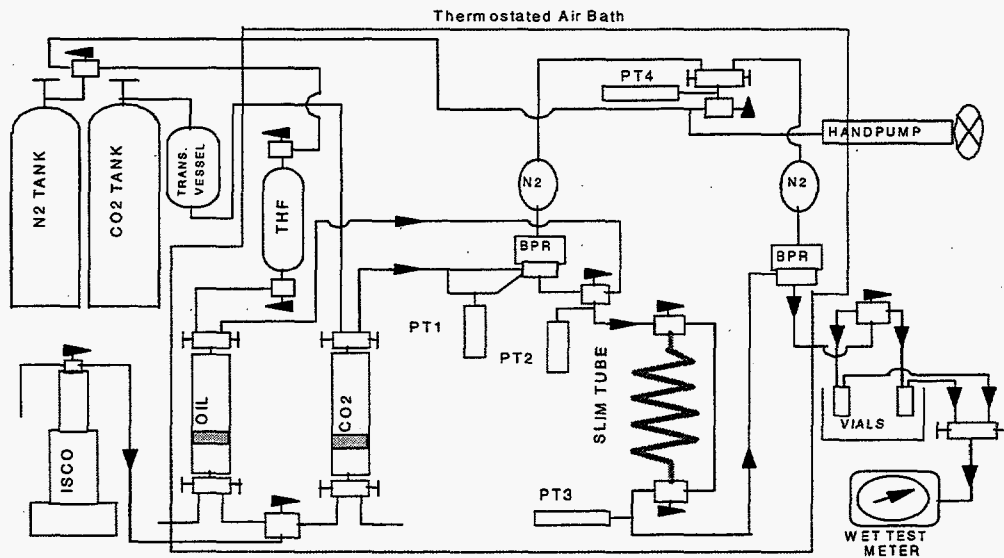 Thermostated Air Bath
PT4
HANDPUMP
N2 TANK
CO2 TANK
TRANS.
VESSEL
THF
N2
N2
BPR
BPR
PT1
PT2
OIL
CO2
SLIM TUBE
ISCO
PT3
VIALS
WET TEST
METER